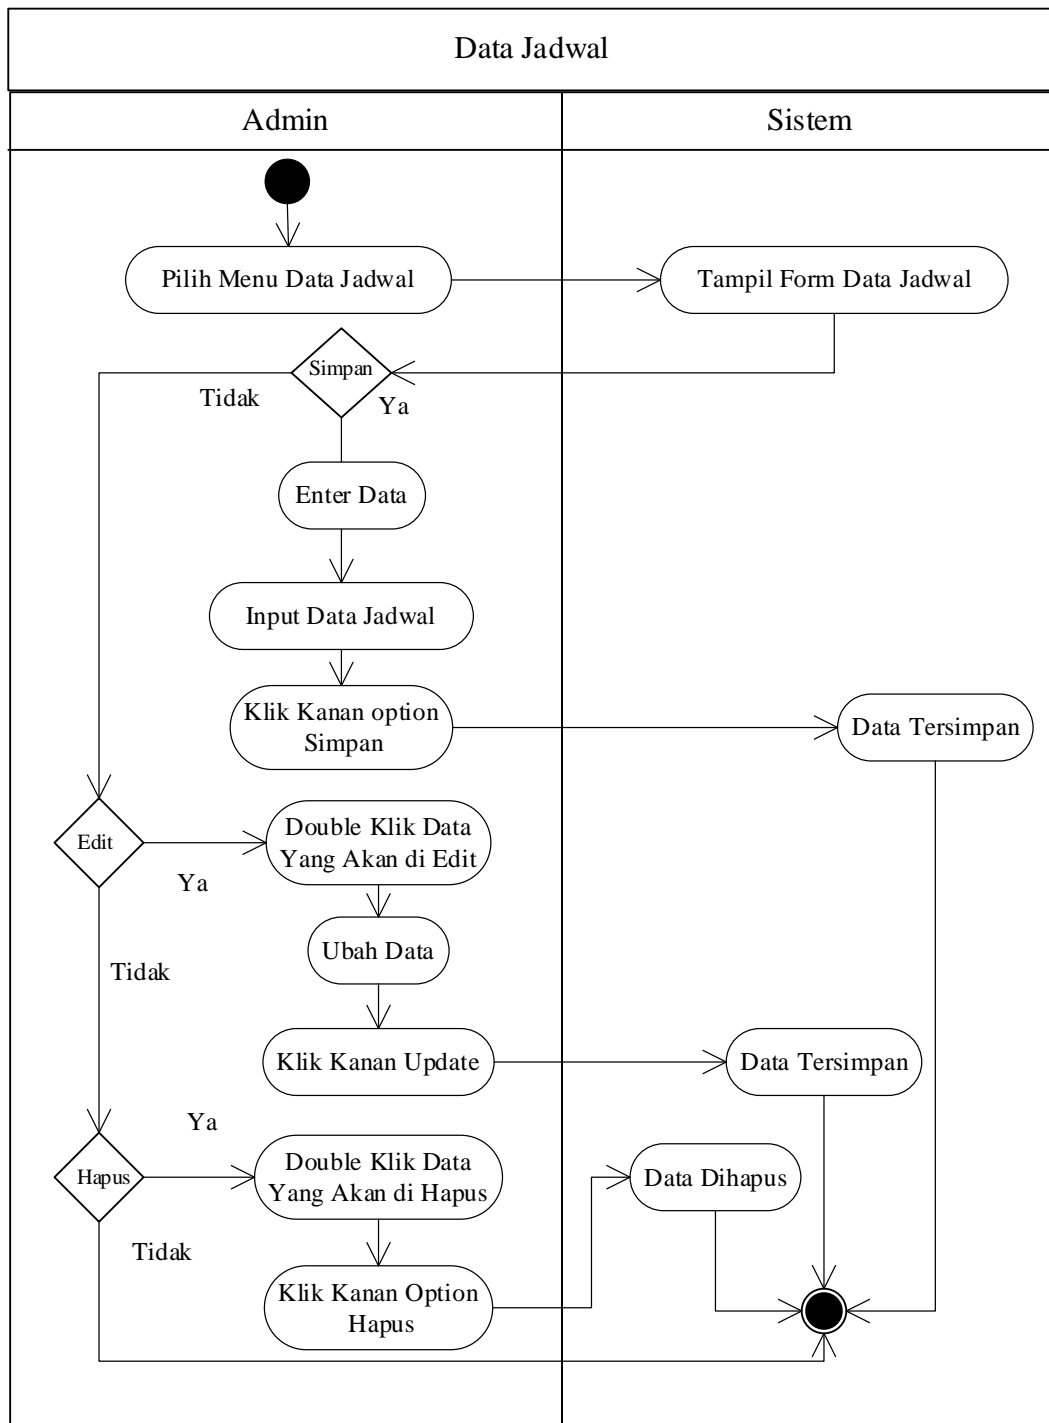 Data Jadwal
Admin
Sistem
Pilih Menu Data Jadwal
Tampil Form Data Jadwal
Simpan
Tidak
Ya
Enter Data
Input Data Jadwal
Klik Kanan option
Simpan
Data Tersimpan
Edit
Ya
Double Klik Data
Yang Akan di Edit
Ubah Data
Tidak
Klik Kanan Update
Data Tersimpan
Ya
Hapus
Double Klik Data
Yang Akan di Hapus
Data Dihapus
Tidak
Klik Kanan Option
Hapus